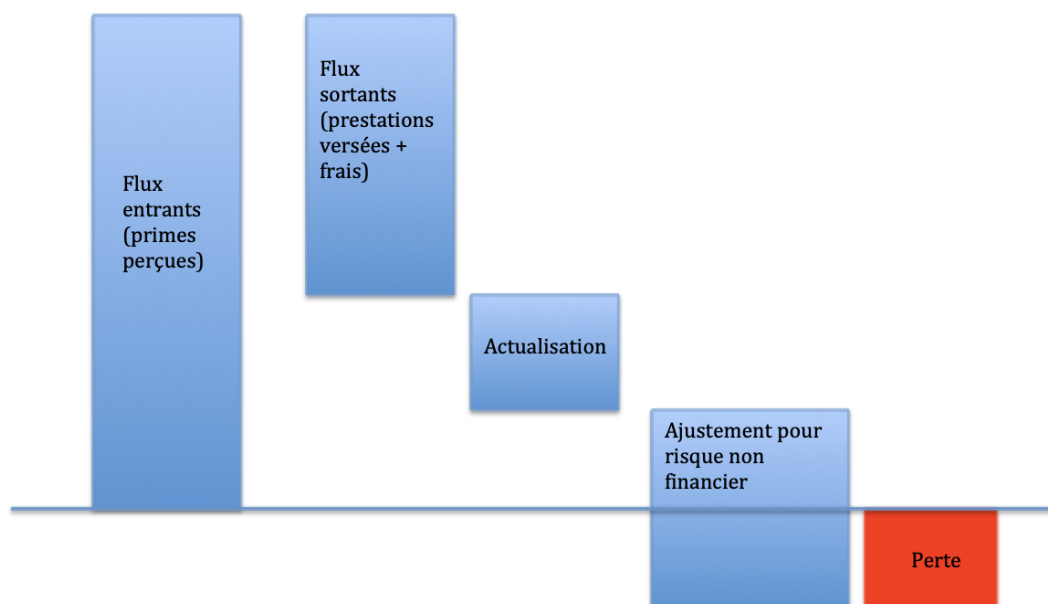 Flux
entrants
(primes
perçues)
Flux
sortants
(prestations
versées +
frais)
Actualisation
Ajustement pour
risque non
financier
Perte